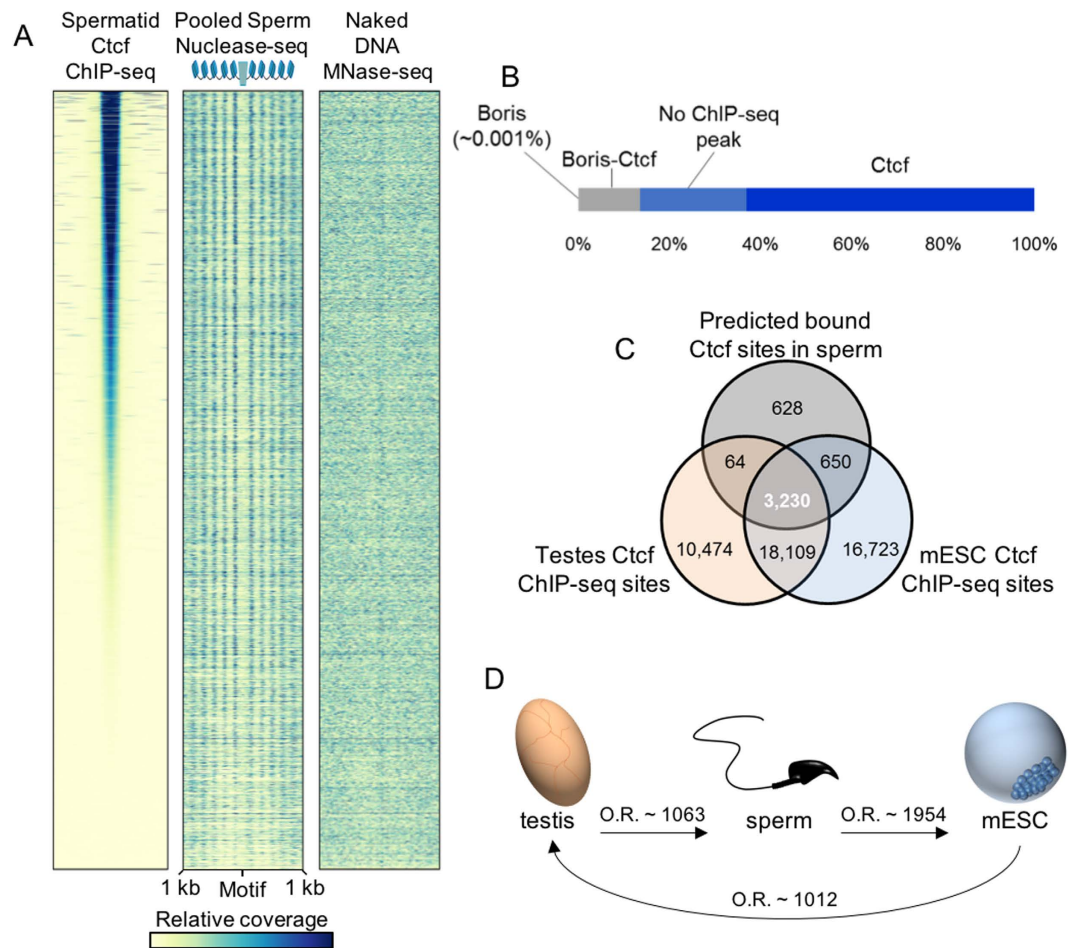 A
Spermatid
Ctcf
ChIP-seq
Pooled Sperm
Nuclease-seq
Naked
DNA
MNase-seq
1 kb
Motif
1 kb
Relative coverage
B
Boris
(~0.001%)
Boris-Ctcf
No ChIP-seq
peak
Ctcf
0%
20%
40%
60%
80%
100%
C
Predicted bound
Ctcf sites in sperm
628
64
650
3,230
10,474
18,109
16,723
Testes Ctcf
ChIP-seq sites
mESC Ctcf
ChIP-seq sites
D
testis
O.R. ~ 1063
sperm
O.R. ~ 1954
mESC
O.R. ~ 1012